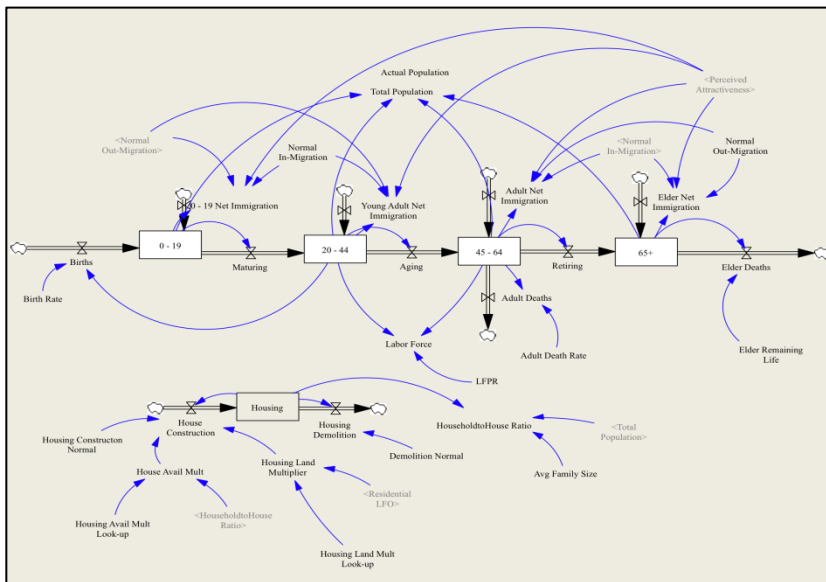 Actual Population
Total Population
<Perceived
Attractiveness>
<Normal
Out-Migration>
Normal
In-Migration
<Normal
In-Migration>
Normal
Out-Migration
0 - 19 Net Immigration
Young Adult Net
Immigration
Adult Net
Immigration
Elder Net
Immigration
0 - 19
20 - 44
45 - 64
65+
Births
Maturing
Aging
Retiring
Elder Deaths
Birth Rate
Adult Deaths
Labor Force
Adult Death Rate
Elder Remaining
Life
LFPR
Housing
House
Construction
Housing
Demolition
HouseholdtoHouse Ratio
<Total
Population>
Housing Constructon
Normal
House Avail Mult
Housing Land
Multiplier
Demolition Normal
Avg Family Size
<Residential
LFO>
Housing Avail Mult
Look-up
<HouseholdtoHouse
Ratio>
Housing Land Mult
Look-up